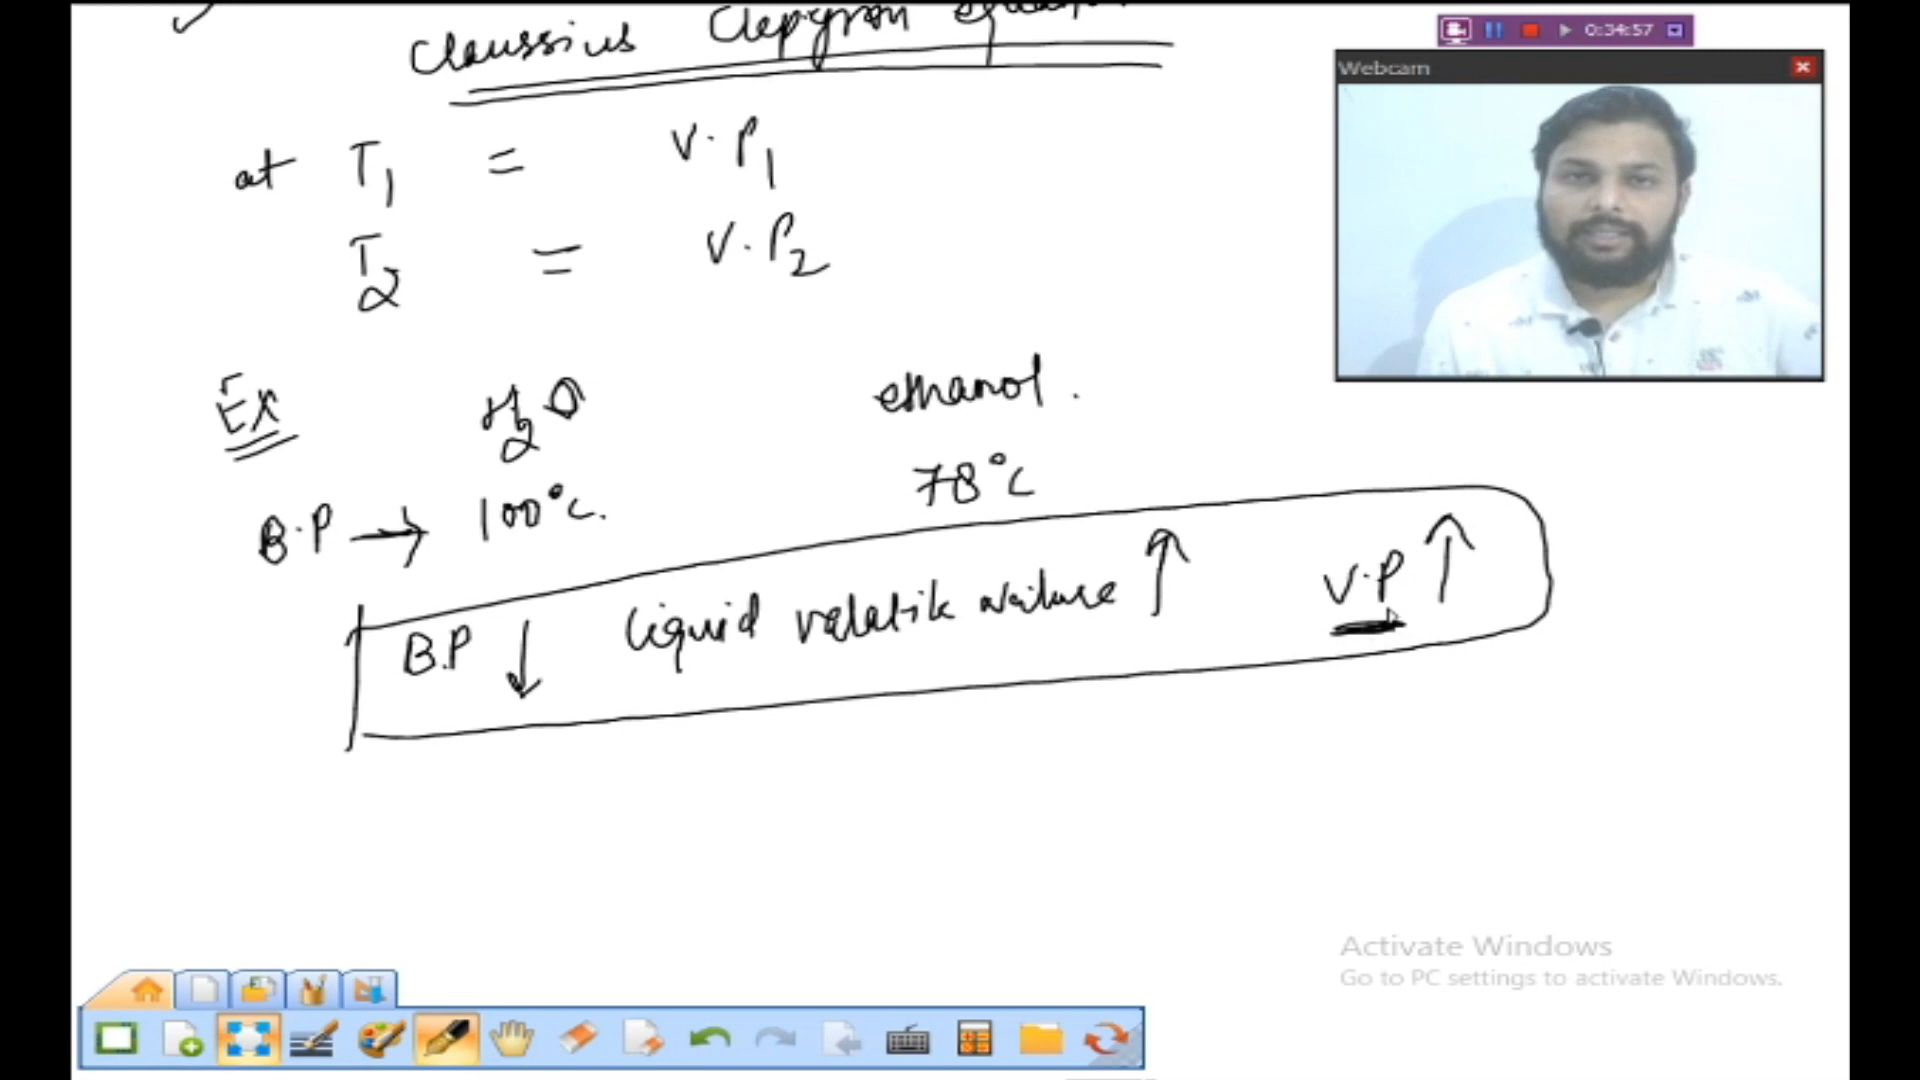 Claussius Clepyron equation
0:34:57
Webcam
at T1 = V.P1
T2 = V.P2
Ex H2O ethanol.
B.P → 100°C. 78°C
B.P ↓ liquid volatile nature ↑ V.P ↑
Activate Windows
Go to PC settings to activate Windows.